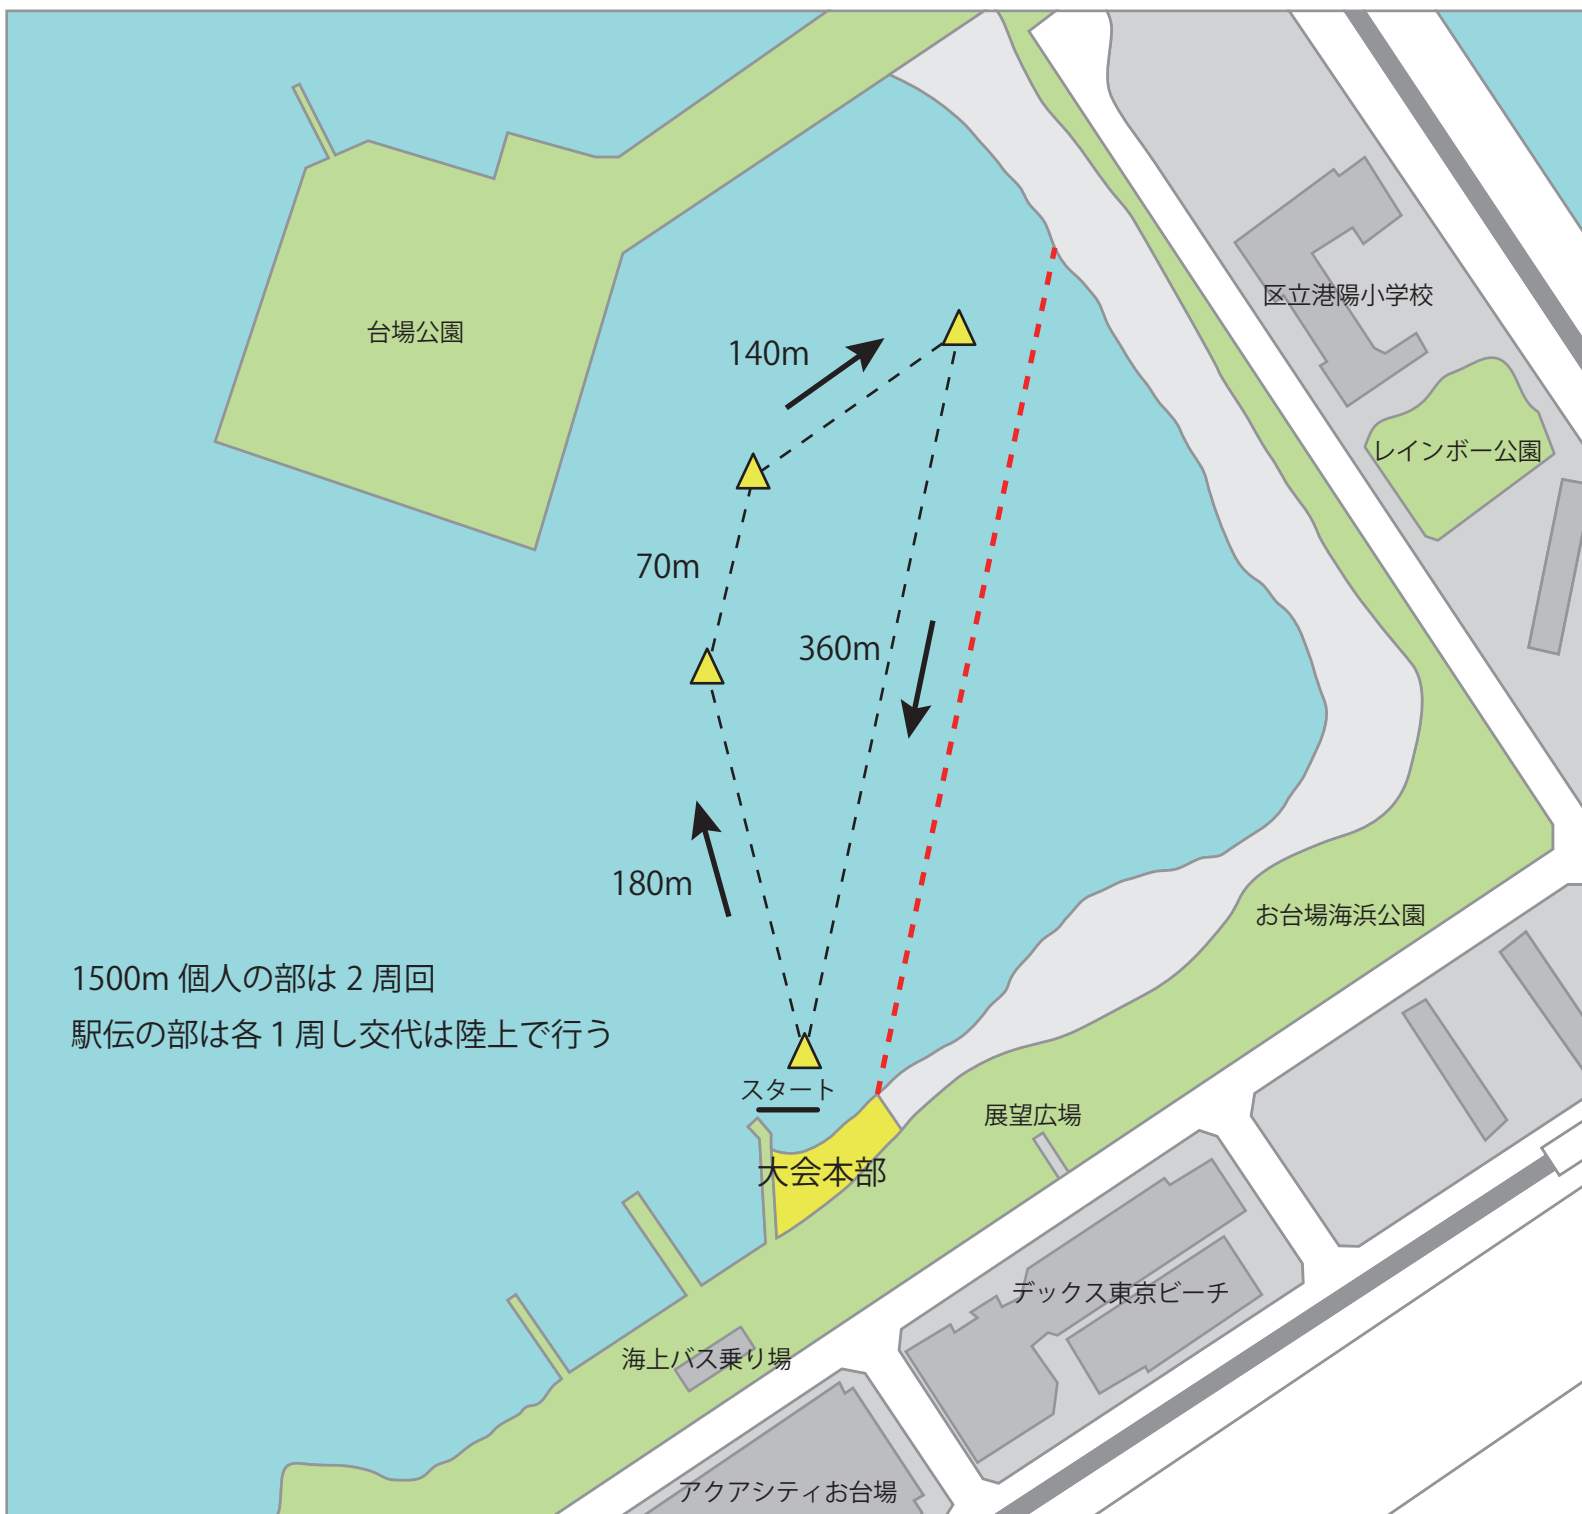 区立港陽小学校
台場公園
140m
レインボー公園
70m
360m
180m
お台場海浜公園
1500m 個人の部は 2 周回
駅伝の部は各 1 周し交代は陸上で行う
スタート
展望広場
大会本部
デックス東京ビーチ
海上バス乗り場
アクアシティお台場